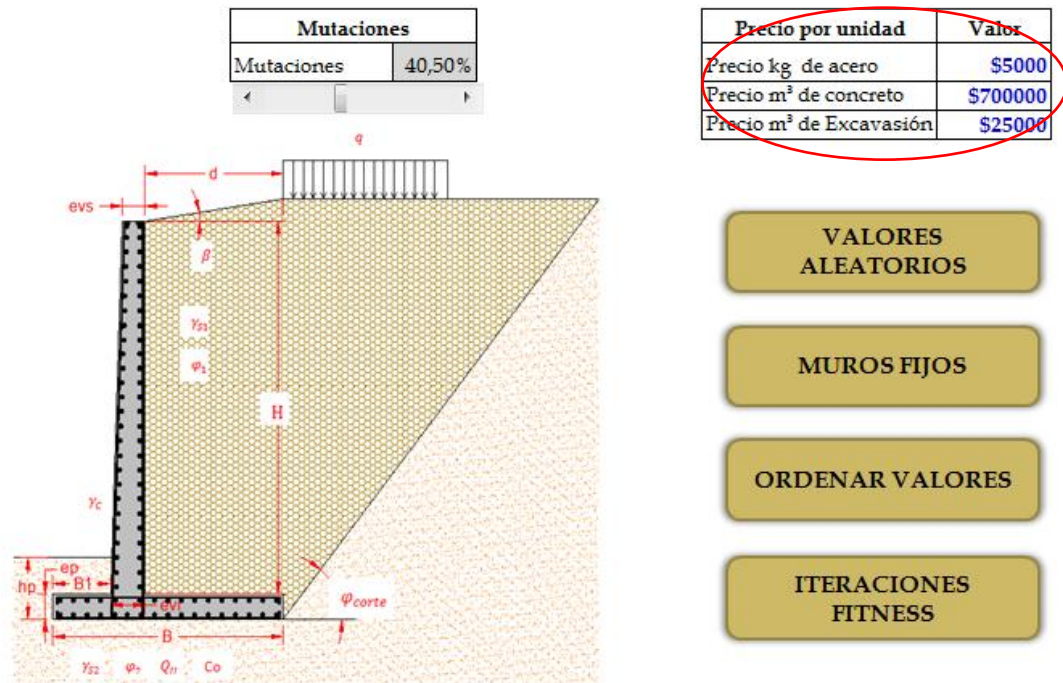 Mutaciones
Mutaciones 40,50%
Precio por unidad Valor
Precio kg de acero $5000
Precio m³ de concreto $700000
Precio m³ de Excavasión $25000
q
d
evs
β
γS1
φ1
H
γC
hp
ep
B1
evi
B
φcorte
γS2 φ2 Co
VALORES
ALEATORIOS
MUROS FIJOS
ORDENAR VALORES
ITERACIONES
FITNESS